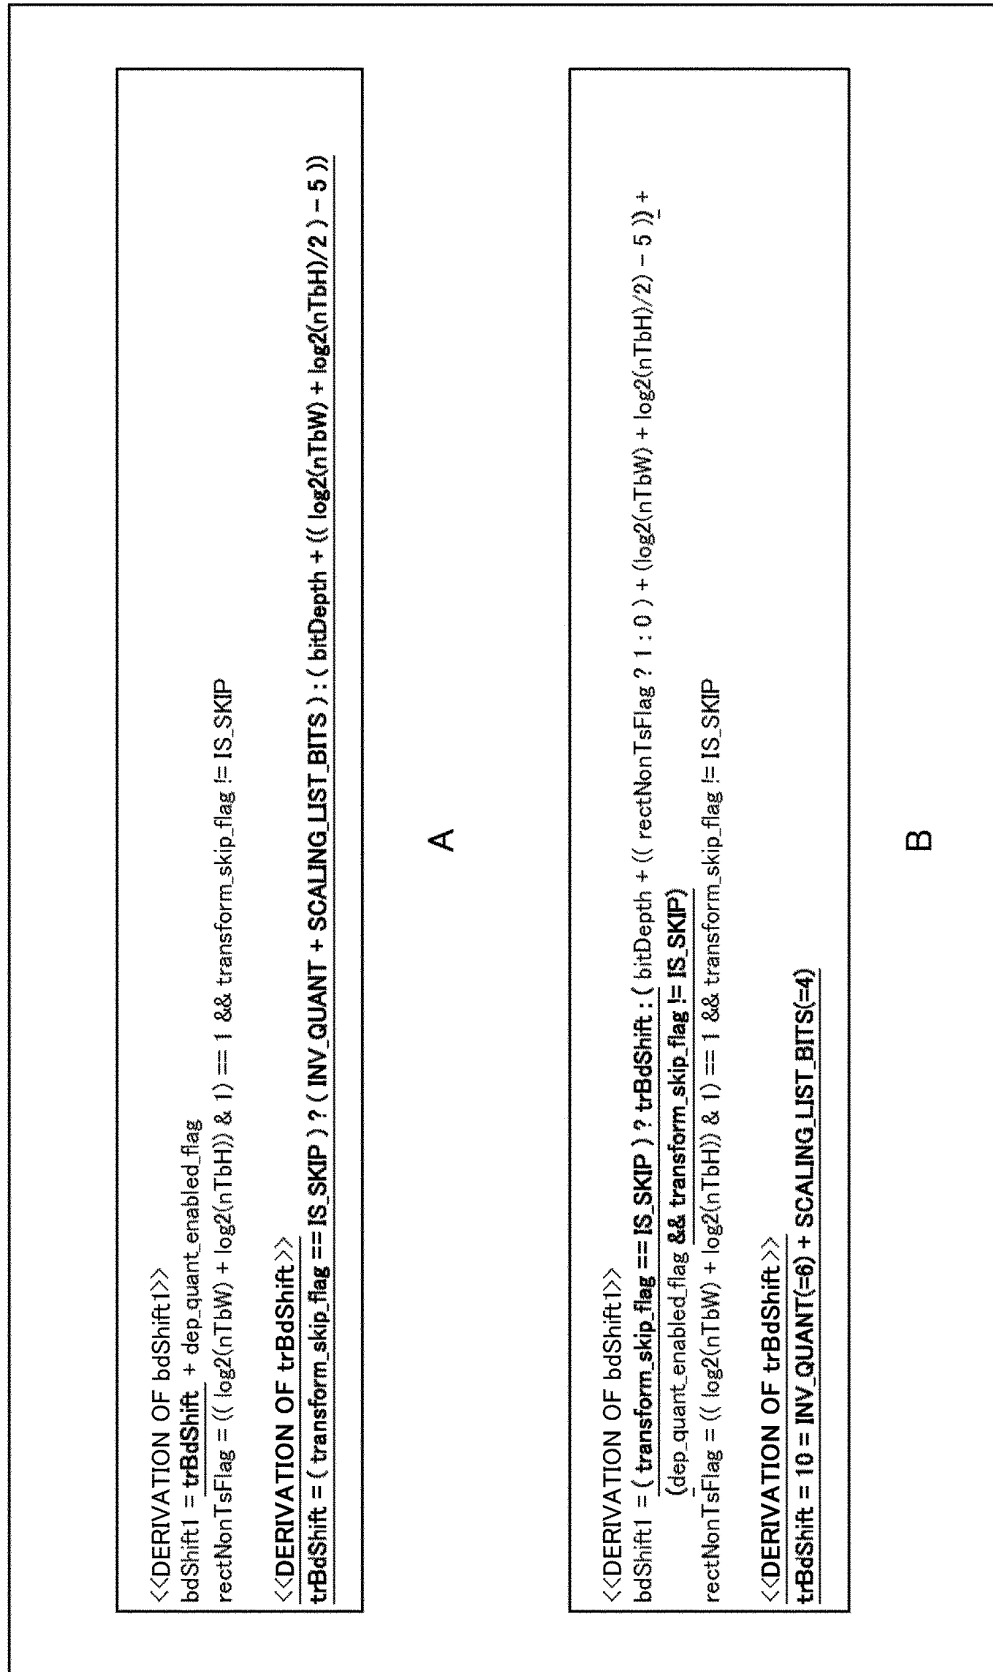 <<DERIVATION OF bdShift1>>
bdShift1 = trBdShift + dep_quant_enabled_flag
rectNonTsFlag = (( log2(nTbW) + log2(nTbH)) & 1) == 1 && transform_skip_flag != IS_SKIP
<<DERIVATION OF trBdShift>>
trBdShift = ( transform_skip_flag == IS_SKIP ) ? ( INV_QUANT + SCALING_LIST_BITS ) : ( bitDepth + (( log2(nTbW) + log2(nTbH)/2 ) - 5 ))
A
<<DERIVATION OF bdShift1>>
bdShift1 = ( transform_skip_flag == IS_SKIP ) ? trBdShift : ( bitDepth + (( rectNonTsFlag ? 1 : 0 ) + (log2(nTbW) + log2(nTbH)/2) - 5 )) +
(dep_quant_enabled_flag && transform_skip_flag != IS_SKIP)
rectNonTsFlag = (( log2(nTbW) + log2(nTbH)) & 1) == 1 && transform_skip_flag != IS_SKIP
<<DERIVATION OF trBdShift>>
trBdShift = 10 = INV_QUANT(=6) + SCALING_LIST_BITS(=4)
B